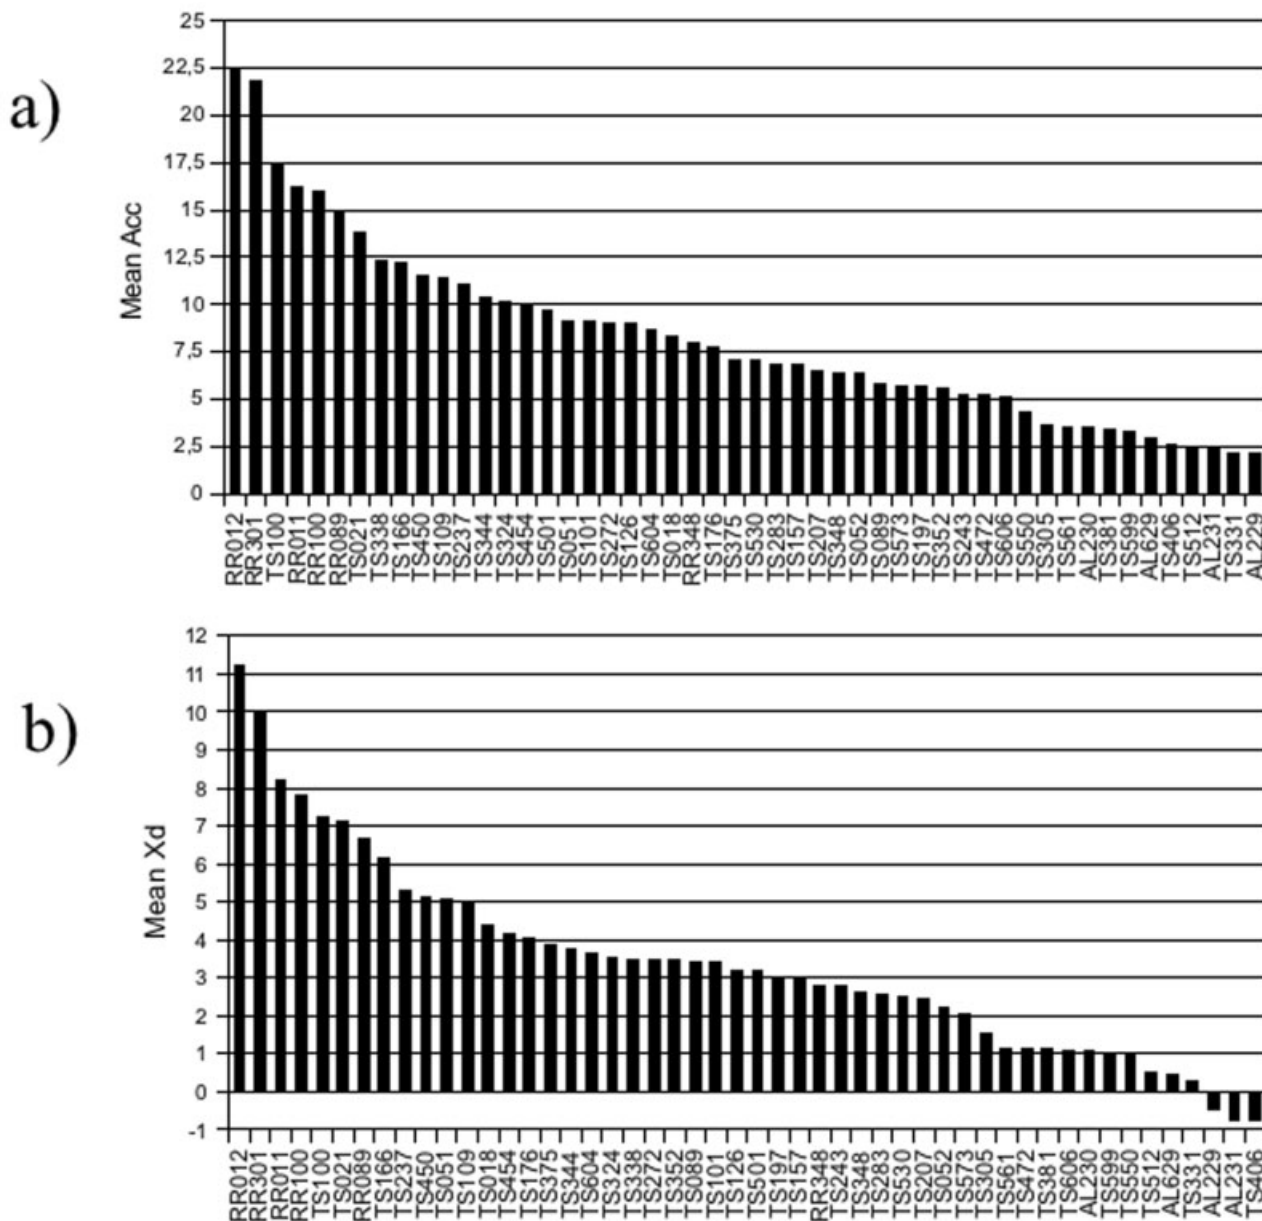 a)
Mean Acc
25
22,5
20
17,5
15
12,5
10
7,5
5
2,5
0
RR012
RR301
TS100
RR011
RR100
RR089
TS021
TS338
TS166
TS450
TS109
TS237
TS344
TS324
TS454
TS501
TS051
TS101
TS272
TS126
TS604
TS018
RR348
TS176
TS375
TS530
TS283
TS157
TS207
TS348
TS052
TS089
TS573
TS197
TS352
TS243
TS472
TS606
TS550
TS305
TS561
AL230
TS381
TS599
AL629
TS406
TS512
AL231
TS331
AL229
b)
Mean Xd
12
11
10
9
8
7
6
5
4
3
2
1
0
-1
RR012
RR301
RR011
RR100
TS100
TS021
RR089
TS166
TS237
TS450
TS051
TS109
TS018
TS454
TS176
TS375
TS344
TS604
TS324
TS338
TS272
TS352
TS089
TS101
TS126
TS501
TS197
TS157
RR348
TS243
TS348
TS283
TS530
TS207
TS052
TS573
TS305
TS561
TS472
TS381
TS606
AL230
TS599
TS550
TS512
AL629
TS331
AL229
AL231
TS406